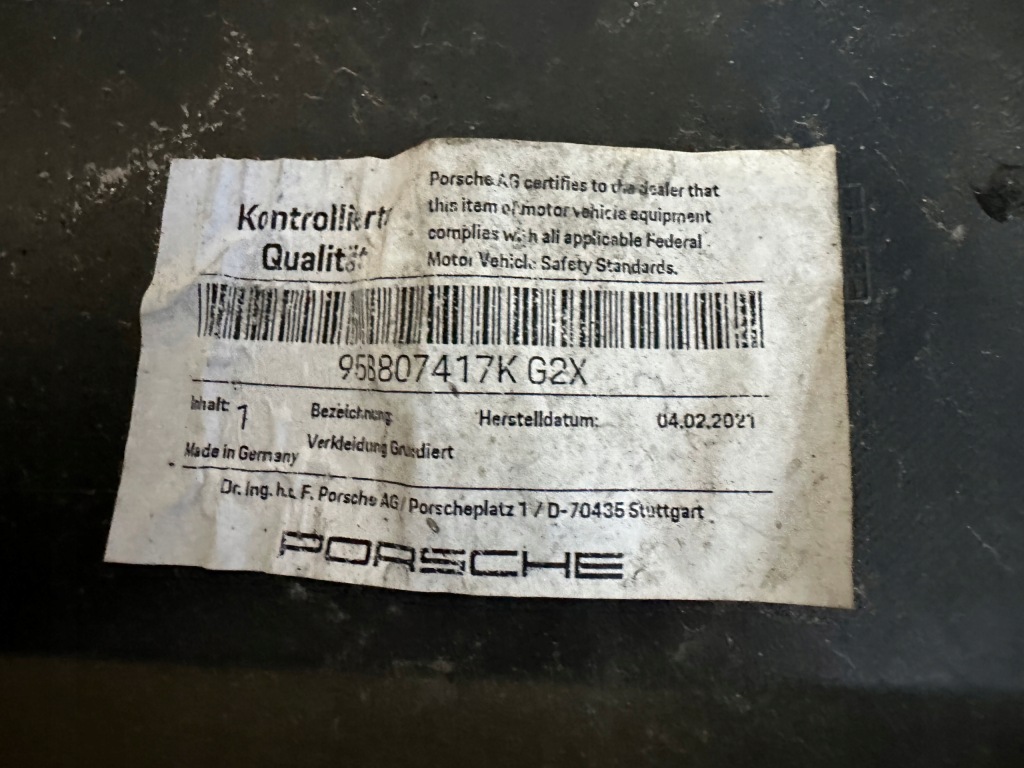 Kontrolliert
Qualität
Porsche AG certifies to the dealer that
this item of motor vehicle equipment
complies with all applicable Federal
Motor Vehicle Safety Standards.
95B807417K G2X
Inhalt: 1
Bezeichnung:
Herstelldatum: 04.02.2021
Made in Germany
Verkleidung Grundiert
Dr. Ing. h.c. F. Porsche AG / Porscheplatz 1 / D-70435 Stuttgart
PORSCHE